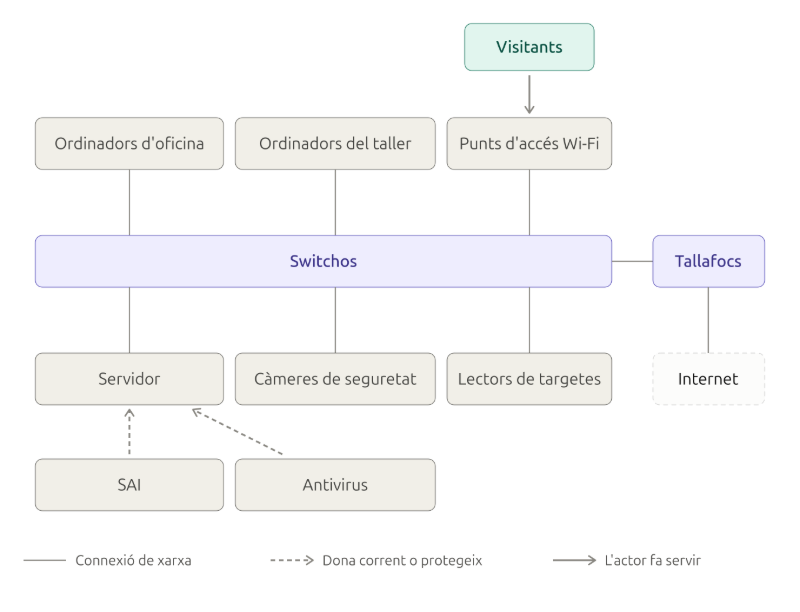 Visitants
Ordinadors d'oficina
Ordinadors del taller
Punts d'accés Wi-Fi
Switchos
Tallafocs
Servidor
Càmeres de seguretat
Lectors de targetes
Internet
SAI
Antivirus
Connexió de xarxa
Dona corrent o protegeix
L'actor fa servir